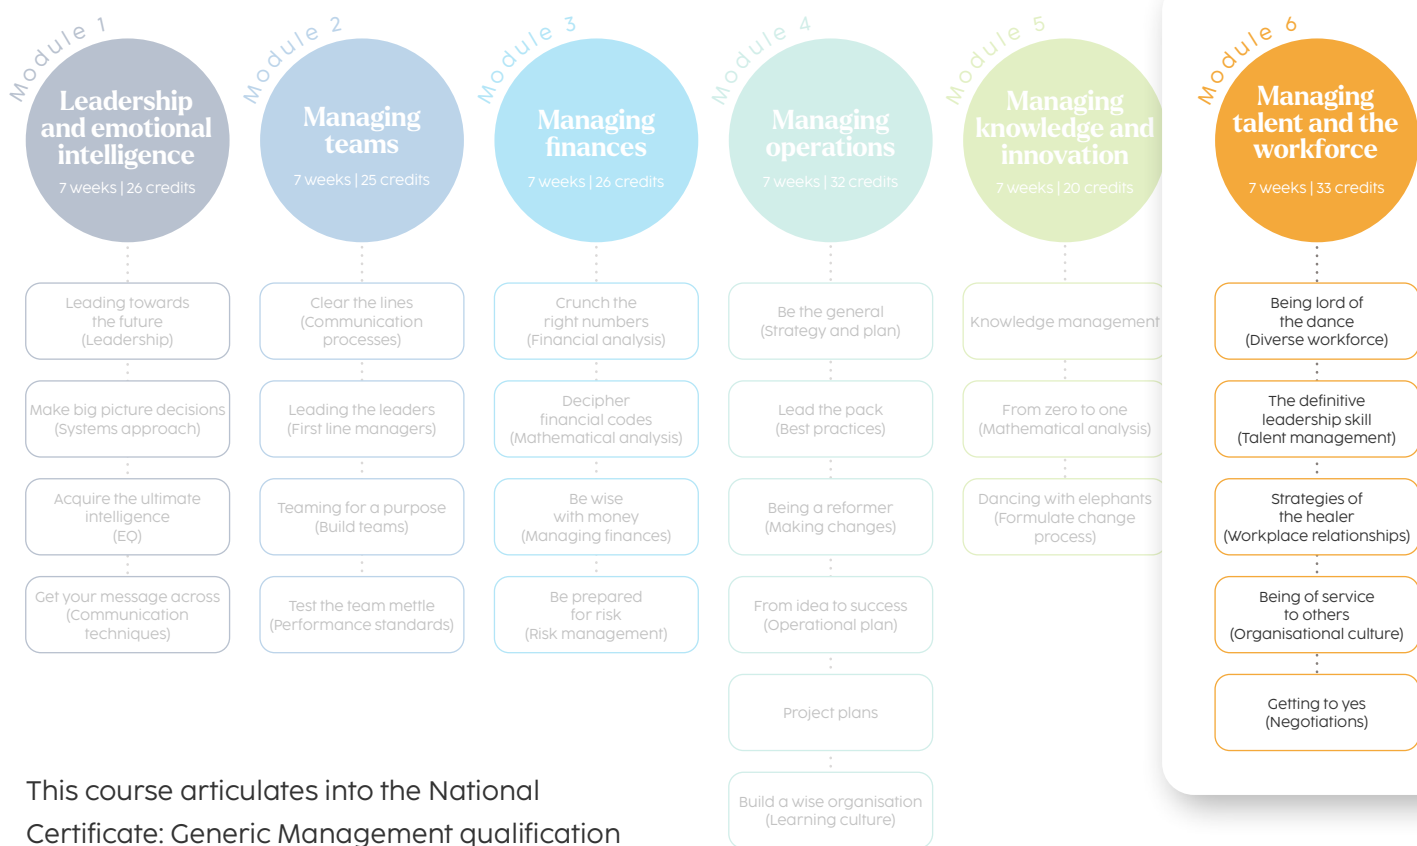 Module 1
Leadership
and emotional
intelligence
7 weeks | 26 credits
Leading towards
the future
(Leadership)
Make big picture decisions
(Systems approach)
Acquire the ultimate
intelligence
(EQ)
Get your message across
(Communication
techniques)
Module 2
Managing
teams
7 weeks | 25 credits
Clear the lines
(Communication
processes)
Leading the leaders
(First line managers)
Teaming for a purpose
(Build teams)
Test the team mettle
(Performance standards)
Module 3
Managing
finances
7 weeks | 26 credits
Crunch the
right numbers
(Financial analysis)
Decipher
financial codes
(Mathematical analysis)
Be wise
with money
(Managing finances)
Be prepared
for risk
(Risk management)
Module 4
Managing
operations
7 weeks | 32 credits
Be the general
(Strategy and plan)
Lead the pack
(Best practices)
Being a reformer
(Making changes)
From idea to success
(Operational plan)
Project plans
Build a wise organisation
(Learning culture)
Module 5
Managing
knowledge and
innovation
7 weeks | 20 credits
Knowledge management
From zero to one
(Mathematical analysis)
Dancing with elephants
(Formulate change
process)
Module 6
Managing
talent and the
workforce
7 weeks | 33 credits
Being lord of
the dance
(Diverse workforce)
The definitive
leadership skill
(Talent management)
Strategies of
the healer
(Workplace relationships)
Being of service
to others
(Organisational culture)
Getting to yes
(Negotiations)
This course articulates into the National
Certificate: Generic Management qualification